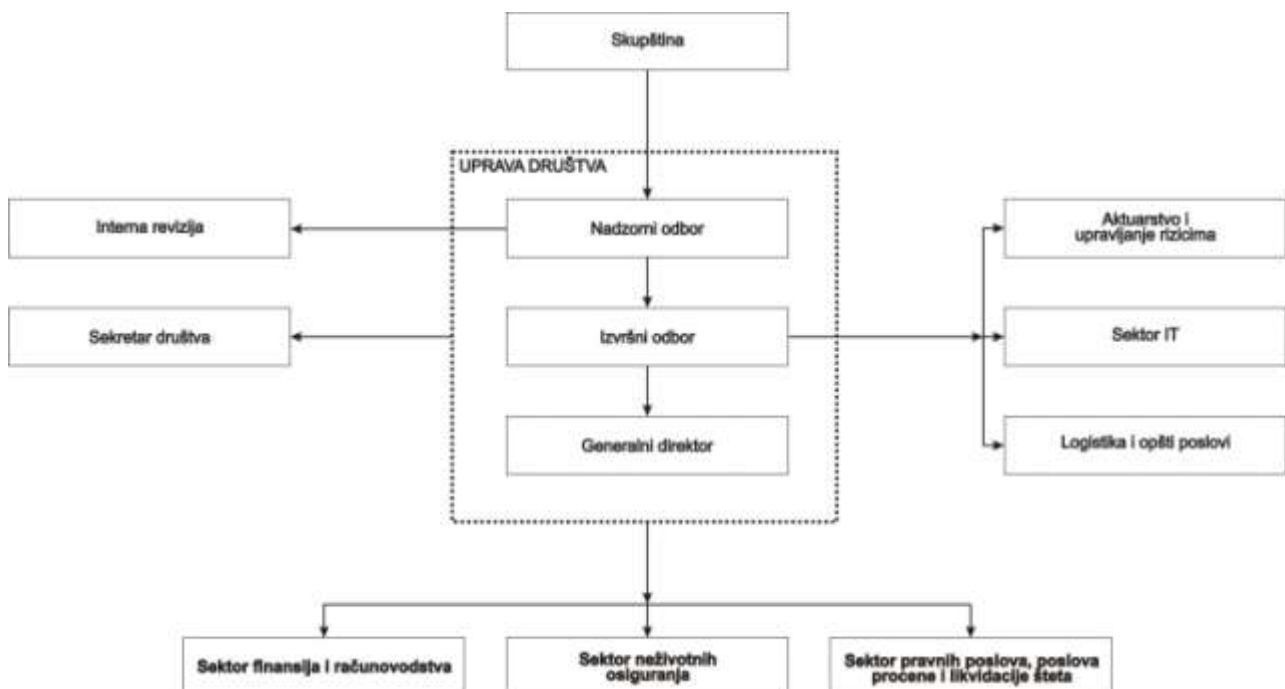 Skupština
UPRAVA DRUŠTVA
Interna revizija
Nadzorni odbor
Aktuarstvo i
upravljanje rizicima
Sekretar društva
Izvršni odbor
Sektor IT
Generalni direktor
Logistika i opšti poslovi
Sektor finansija i računovodstva
Sektor neživotnih
osiguranja
Sektor pravnih poslova, poslova
procene i likvidacije šteta